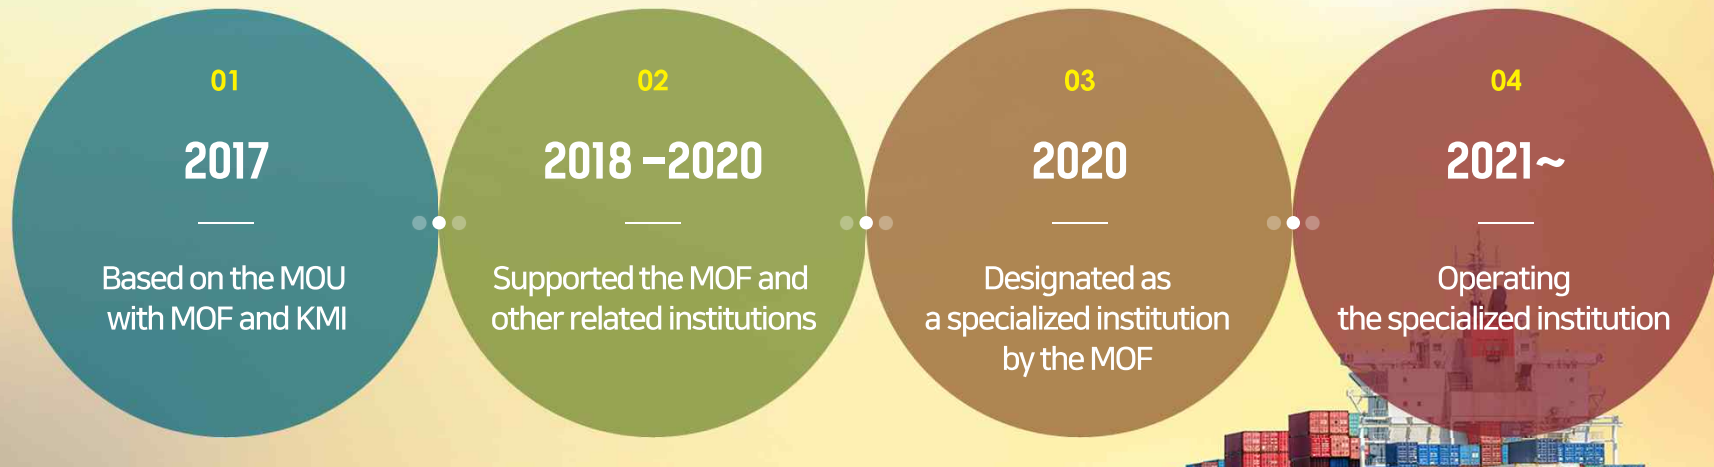 01
2017
Based on the MOU
with MOF and KMI
02
2018 –2020
Supported the MOF and
other related institutions
03
2020
Designated as
a specialized institution
by the MOF
04
2021~
Operating
the specialized institution